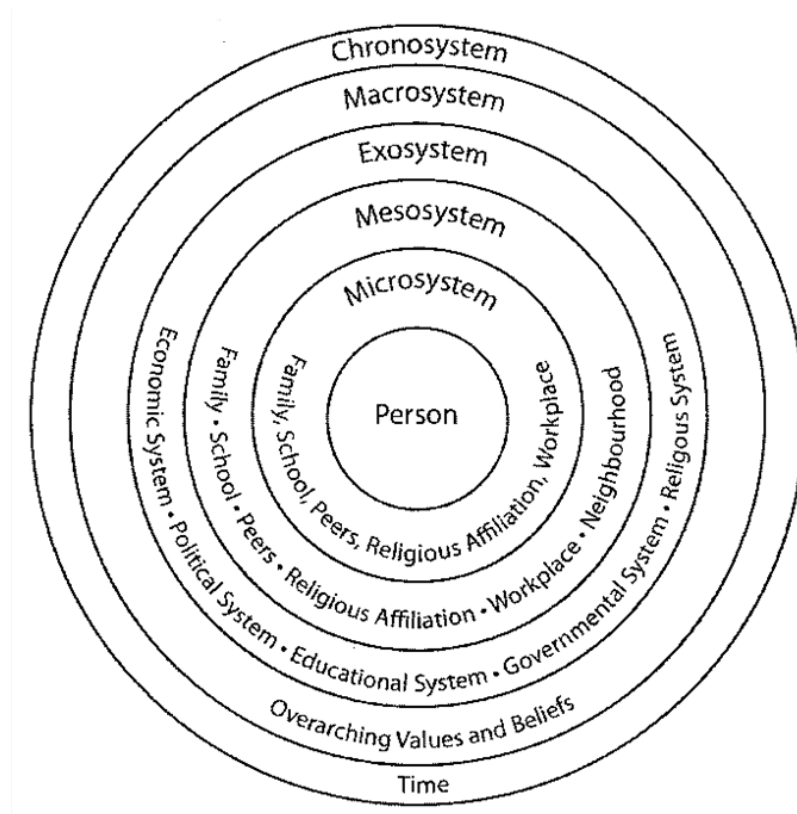 Chronosystem
Macrosystem
Exosystem
Mesosystem
Microsystem
Person
Family, School, Peers, Religious Affiliation, Workplace
Family • School • Peers • Religious Affiliation • Workplace • Neighbourhood
Economic System • Political System • Educational System • Governmental System • Religous System
Overarching Values and Beliefs
Time